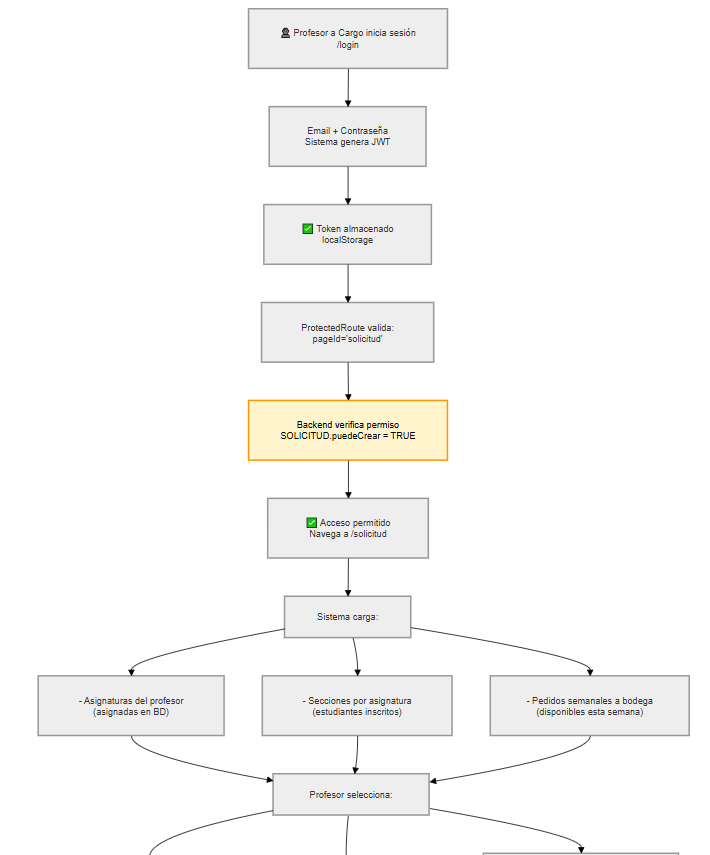 👤 Profesor a Cargo inicia sesión
/login
Email + Contraseña
Sistema genera JWT
✅ Token almacenado
localStorage
ProtectedRoute valida:
pageId='solicitud'
Backend verifica permiso
SOLICITUD.puedeCrear = TRUE
✅ Acceso permitido
Navega a /solicitud
Sistema carga:
- Asignaturas del profesor
(asignadas en BD)
- Secciones por asignatura
(estudiantes inscritos)
- Pedidos semanales a bodega
(disponibles esta semana)
Profesor selecciona: